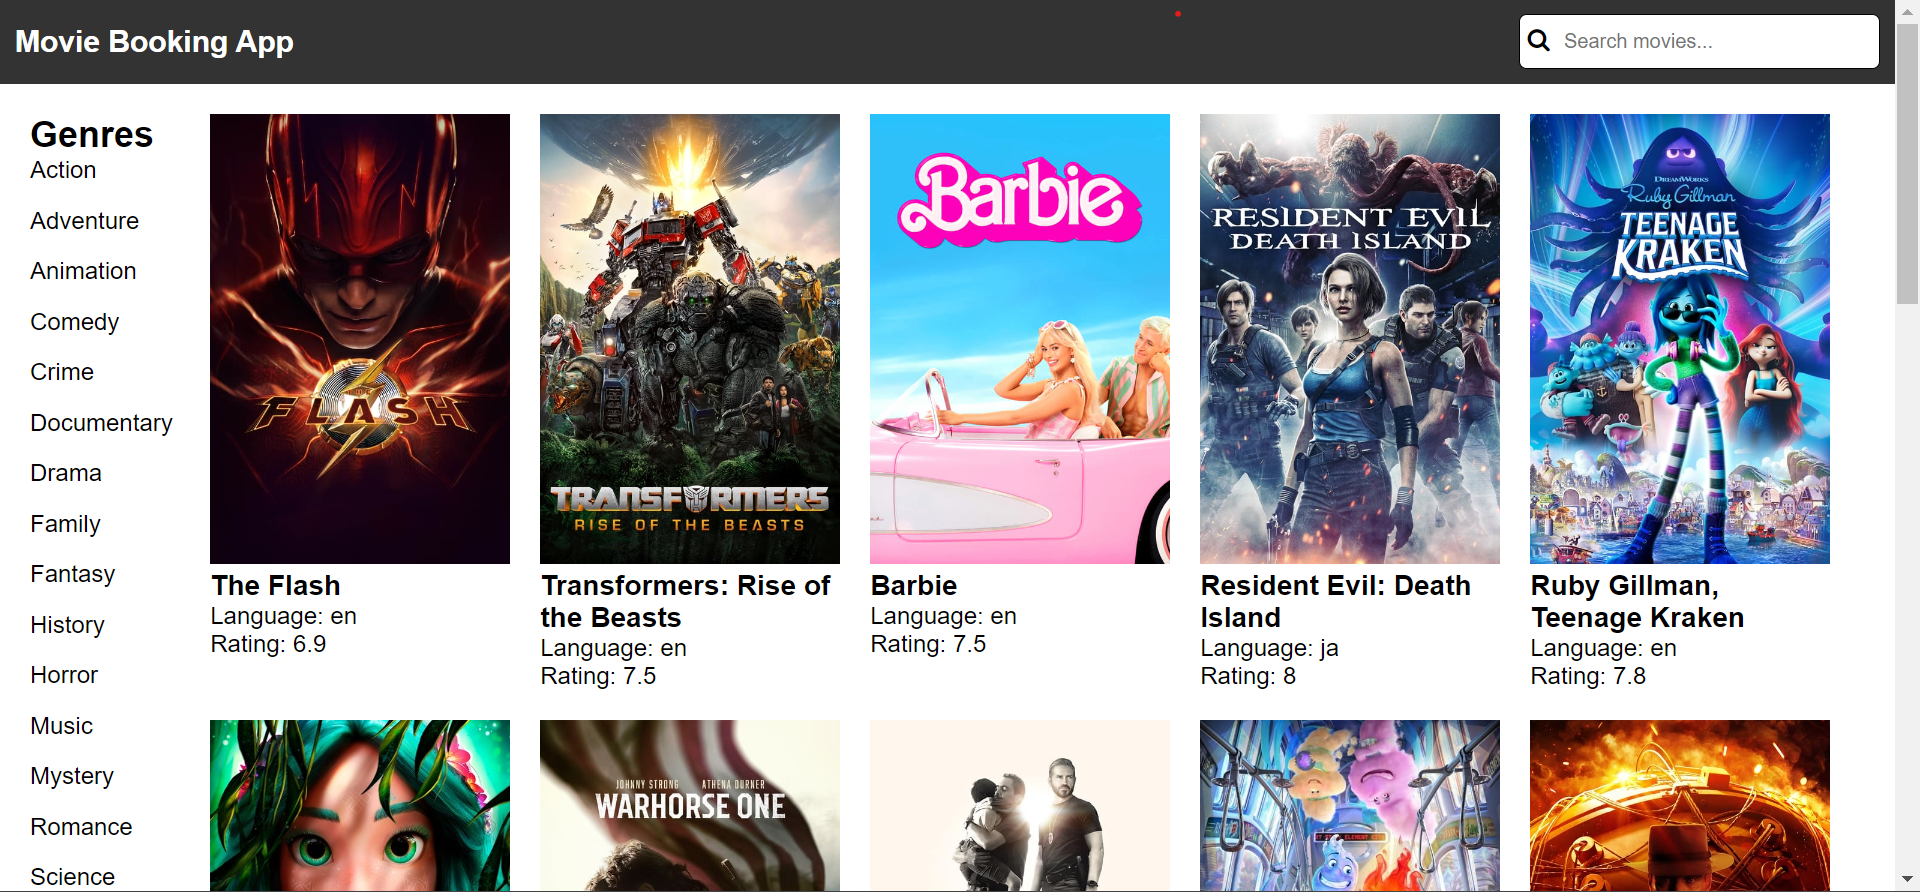 Movie Booking App
Search movies...
Genres
Action
Adventure
Animation
Comedy
Crime
Documentary
Drama
Family
Fantasy
History
Horror
Music
Mystery
Romance
Science
FLASH
The Flash
Language: en
Rating: 6.9
TRANSFORMERS
RISE OF THE BEASTS
Transformers: Rise of
the Beasts
Language: en
Rating: 7.5
Barbie
Barbie
Language: en
Rating: 7.5
RESIDENT EVIL
DEATH ISLAND
Resident Evil: Death
Island
Language: ja
Rating: 8
DREAMWORKS
Ruby Gillman
TEENAGE
KRAKEN
Ruby Gillman,
Teenage Kraken
Language: en
Rating: 7.8
JOHNNY STRONG ATHENA DURNER
WARHORSE ONE